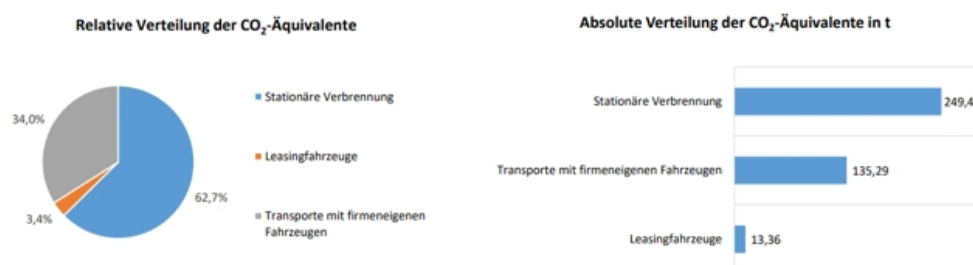 Relative Verteilung der CO₂-Äquivalente
34,0%
3,4%
62,7%
Stationäre Verbrennung
Leasingfahrzeuge
Transporte mit firmeneigenen
Fahrzeugen
Absolute Verteilung der CO₂-Äquivalente in t
Stationäre Verbrennung
249,4
Transporte mit firmeneigenen Fahrzeugen
135,29
Leasingfahrzeuge
13,36